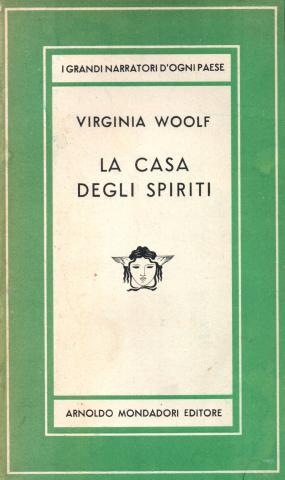 I GRANDI NARRATORI D'OGNI PAESE
VIRGINIA WOOLF
LA CASA
DEGLI SPIRITI
ARNOLDO MONDADORI EDITORE